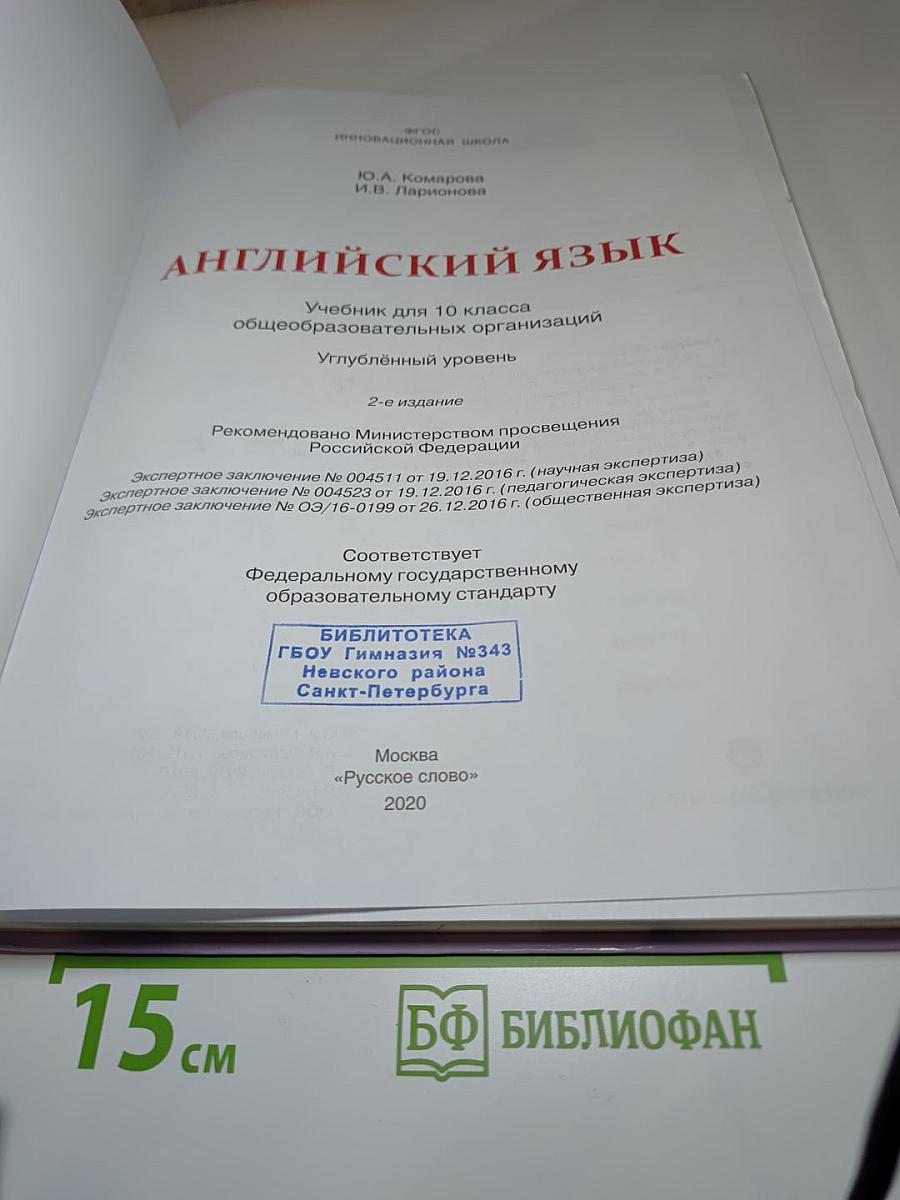 ФГОС
ИННОВАЦИОННАЯ ШКОЛА
Ю.А. Комарова
И.В. Ларионова
АНГЛИЙСКИЙ ЯЗЫК
Учебник для 10 класса
общеобразовательных организаций
Углублённый уровень
2-е издание
Рекомендовано Министерством просвещения
Российской Федерации
Экспертное заключение № 004511 от 19.12.2016 г. (научная экспертиза)
Экспертное заключение № 004523 от 19.12.2016 г. (педагогическая экспертиза)
Экспертное заключение № ОЭ/16-0199 от 26.12.2016 г. (общественная экспертиза)
Соответствует
Федеральному государственному
образовательному стандарту
БИБЛИТОТЕКА
ГБОУ Гимназия №343
Невского района
Санкт-Петербурга
Москва
«Русское слово»
2020
15 см
БФ БИБЛИОФАН